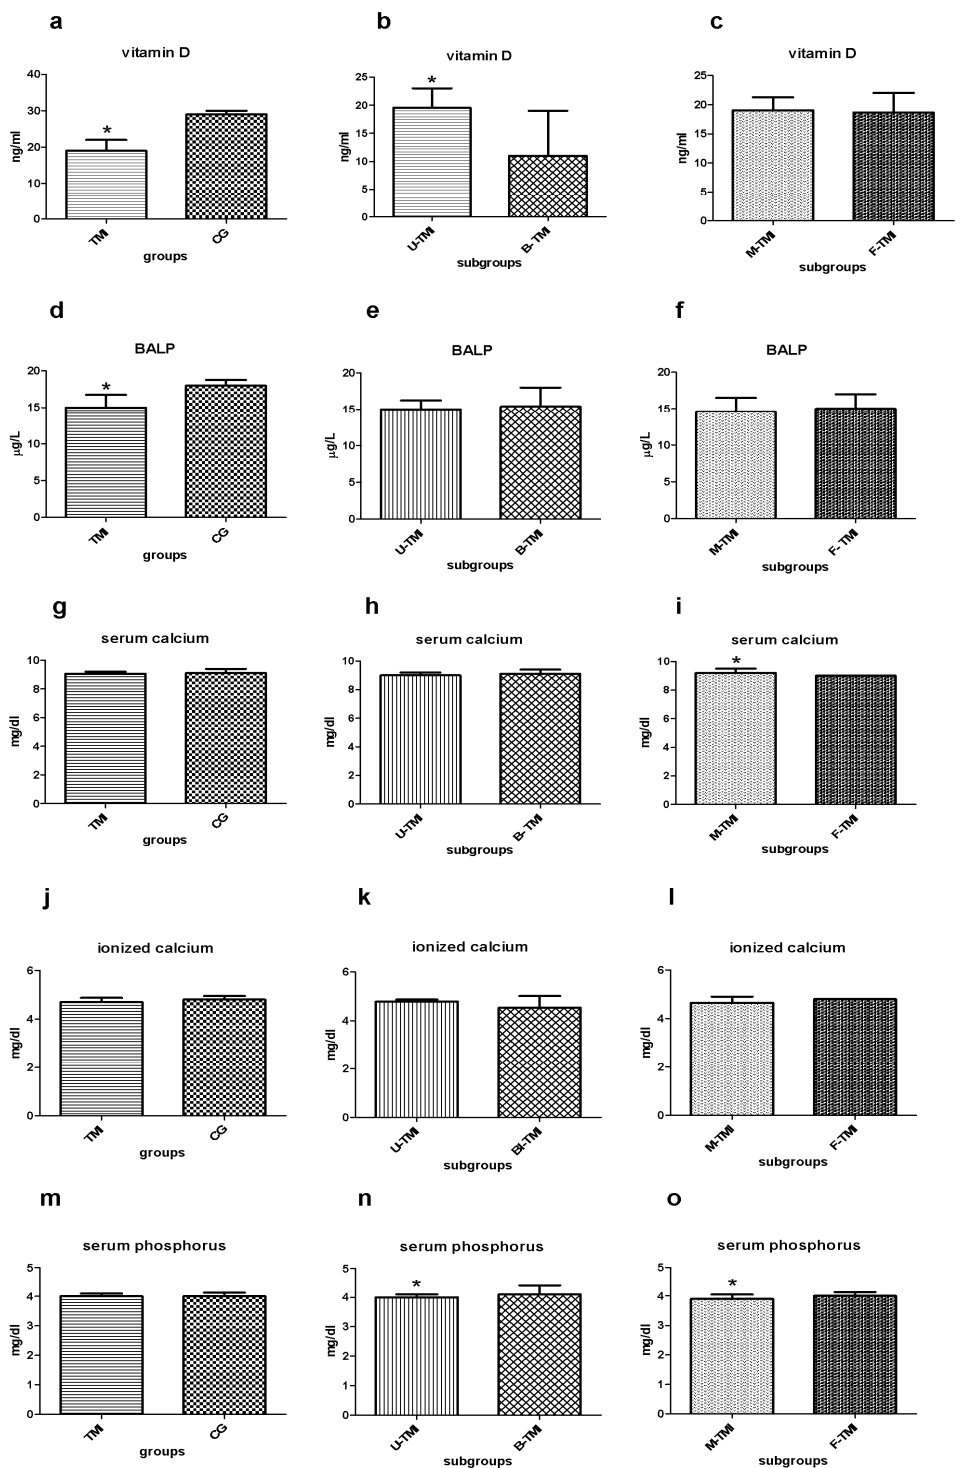 a
vitamin D
40
30
20
10
0
ng/ml
*
TMI
CG
groups
b
vitamin D
25
20
15
10
5
0
ng/ml
*
U-TMI
B- TMI
subgroups
c
vitamin D
25
20
15
10
5
0
ng/ml
M-TMI
F-TMI
subgroups
d
BALP
20
15
10
5
0
µg/L
*
TMI
CG
groups
e
BALP
20
15
10
5
0
µg/L
U-TMI
B-TMI
subgroups
f
BALP
20
15
10
5
0
µg/L
M-TMI
F- TMI
subgroups
g
serum calcium
10
8
6
4
2
0
mg/dl
TMI
CG
groups
h
serum calcium
10
8
6
4
2
0
mg/dl
U-TMI
B- TMI
subgroups
i
serum calcium
10
8
6
4
2
0
mg/dl
*
M-TMI
F-TMI
subgroups
j
ionized calcium
6
4
2
0
mg/dl
TMI
CG
groups
k
ionized calcium
6
4
2
0
mg/dl
U-TMI
BI-TMI
subgroups
l
ionized calcium
6
4
2
0
mg/dl
M-TMI
F-TMI
subgroups
m
serum phosphorus
5
4
3
2
1
0
mg/dl
TMI
CG
groups
n
serum phosphorus
5
4
3
2
1
0
mg/dl
*
U-TMI
B-TMI
subgroups
o
serum phosphorus
5
4
3
2
1
0
mg/dl
*
M-TMI
F-TMI
subgroups